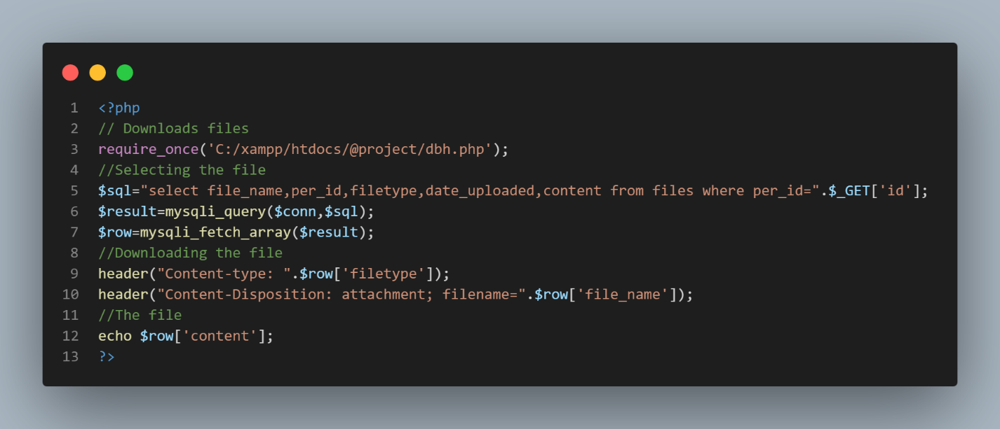 1 <?php
2 // Downloads files
3 require_once('C:/xampp/htdocs/@project/dbh.php');
4 //Selecting the file
5 $sql="select file_name,per_id,filetype,date_uploaded,content from files where per_id=".$_GET['id'];
6 $result=mysqli_query($conn,$sql);
7 $row=mysqli_fetch_array($result);
8 //Downloading the file
9 header("Content-type: ".$row['filetype']);
10 header("Content-Disposition: attachment; filename=".$row['file_name']);
11 //The file
12 echo $row['content'];
13 ?>